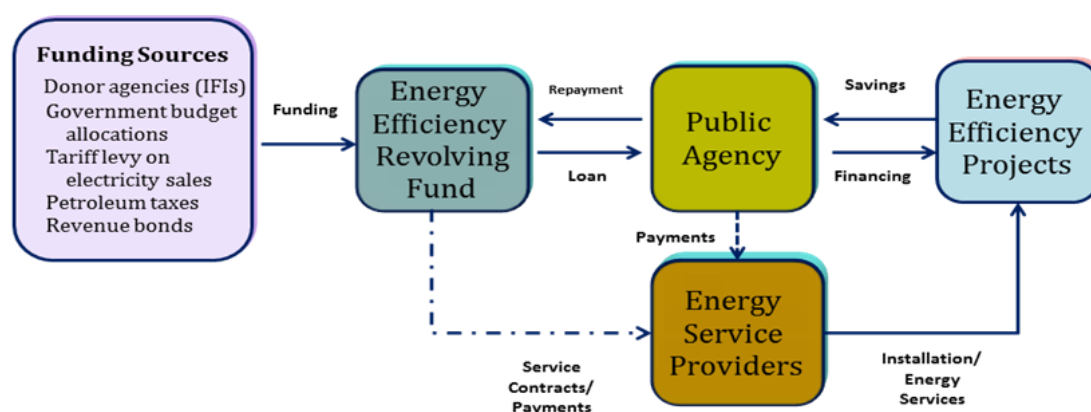 Funding Sources
Donor agencies (IFIs)
Government budget
allocations
Tariff levy on
electricity sales
Petroleum taxes
Revenue bonds
Funding
Energy
Efficiency
Revolving
Fund
Repayment
Loan
Public
Agency
Savings
Financing
Energy
Efficiency
Projects
Payments
Energy
Service
Providers
Service
Contracts/
Payments
Installation/
Energy
Services